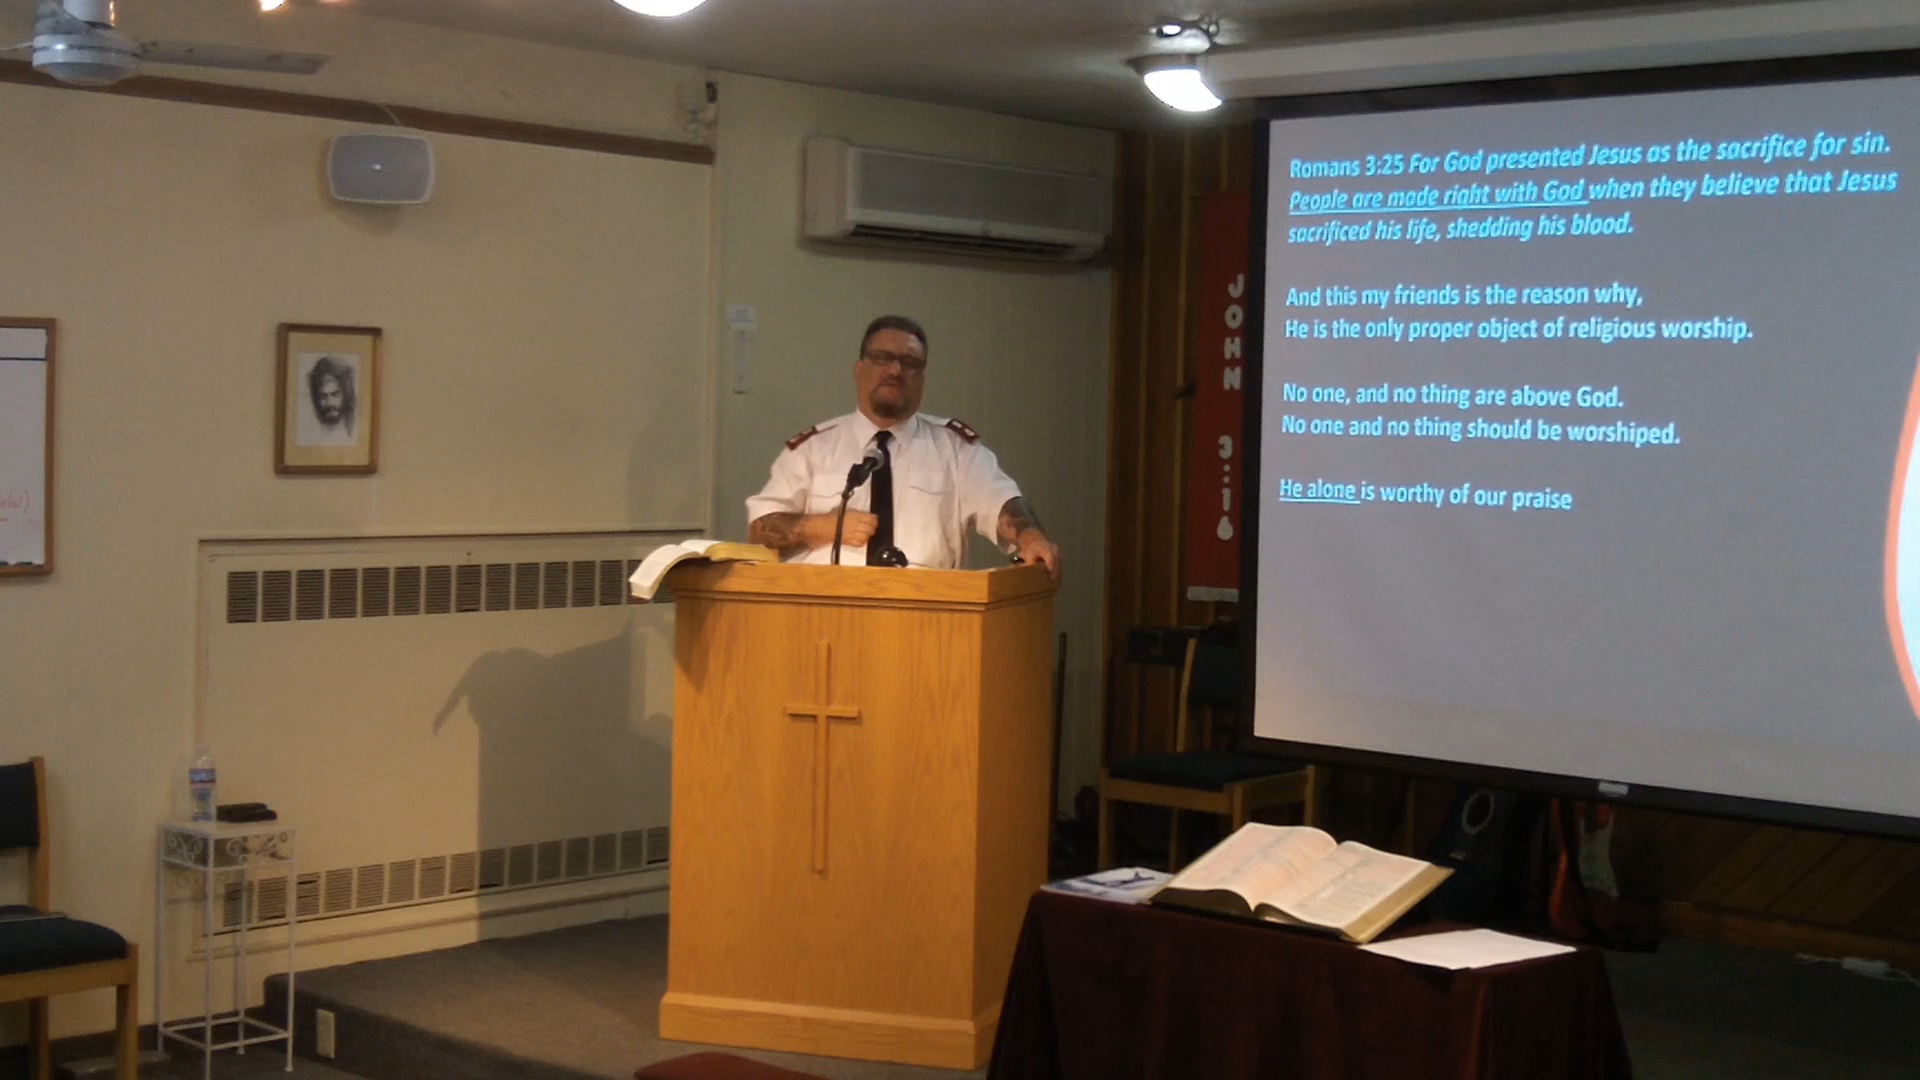 Romans 3:25 For God presented Jesus as the sacrifice for sin.
People are made right with God when they believe that Jesus
sacrificed his life, shedding his blood.
And this my friends is the reason why,
He is the only proper object of religious worship.
No one, and no thing are above God.
No one and no thing should be worshiped.
He alone is worthy of our praise
JOHN
3:16